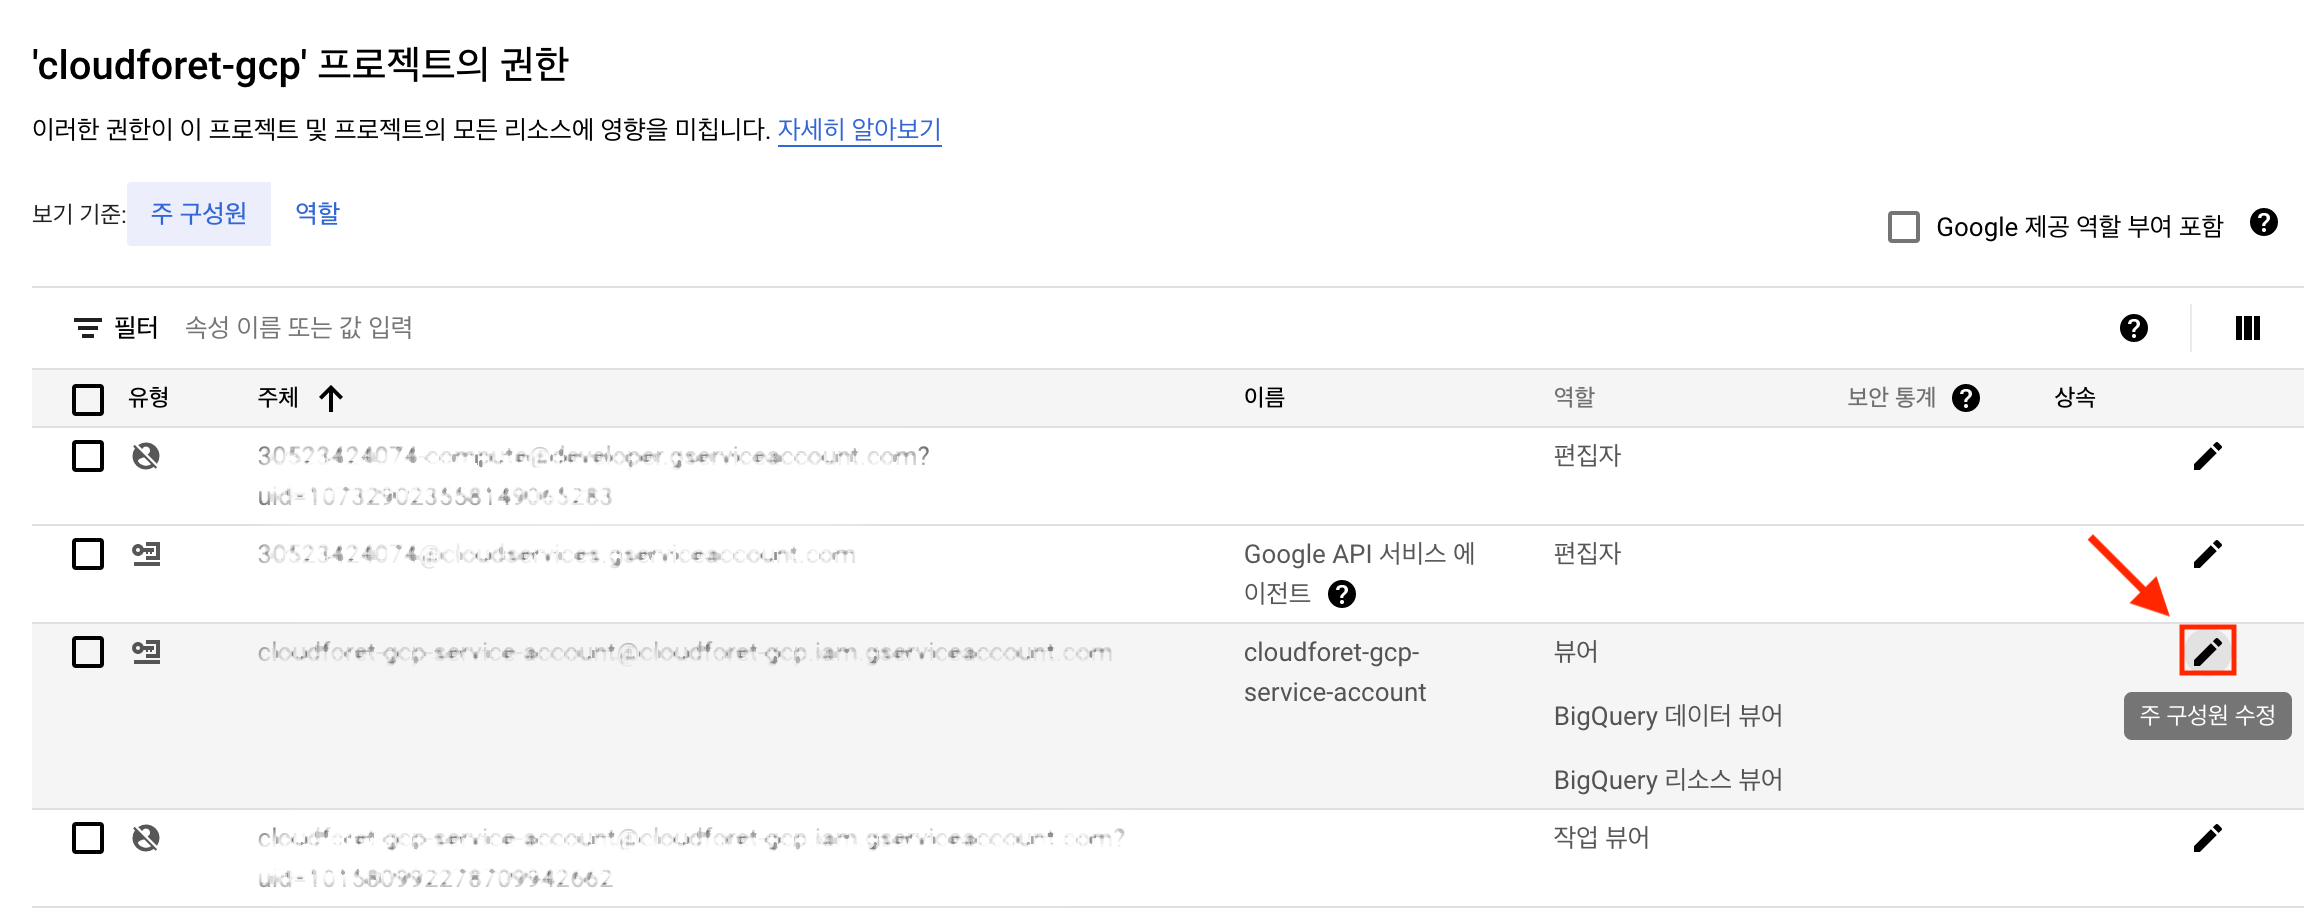 'cloudforet-gcp' 프로젝트의 권한
이러한 권한이 이 프로젝트 및 프로젝트의 모든 리소스에 영향을 미칩니다. 자세히 알아보기
보기 기준: 주 구성원 역할
Google 제공 역할 부여 포함
필터 속성 이름 또는 값 입력
유형 주체 이름 역할 보안 통계 상속
편집자
Google API 서비스 에
이전트
편집자
cloudforet-gcp-
service-account
뷰어
BigQuery 데이터 뷰어
BigQuery 리소스 뷰어
주 구성원 수정
작업 뷰어